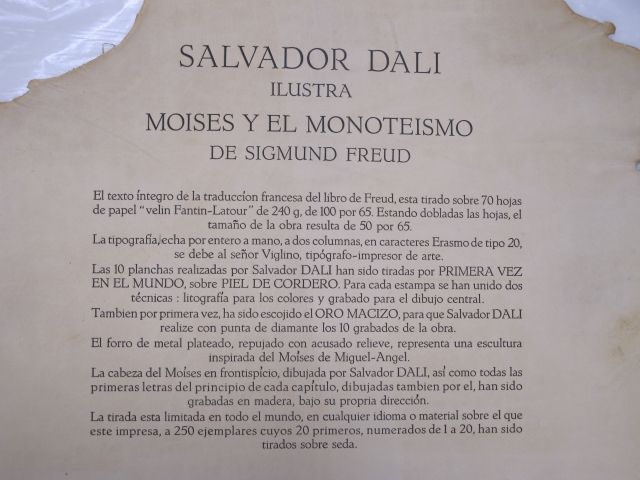 SALVADOR DALI
ILUSTRA
MOISES Y EL MONOTEISMO
DE SIGMUND FREUD
El texto íntegro de la traduccíon francesa del libro de Freud, esta tirado sobre 70 hojas
de papel "velin Fantin-Latour" de 240 g, de 100 por 65. Estando dobladas las hojas, el
tamaño de la obra resulta de 50 por 65.
La tipografía,echa por entero a mano, a dos columnas, en caracteres Erasmo de tipo 20,
se debe al señor Viglino, tipógrafo-impresor de arte.
Las 10 planchas realizadas por Salvador DALI han sido tiradas por PRIMERA VEZ
EN EL MUNDO, sobre PIEL DE CORDERO. Para cada estampa se han unido dos
técnicas : litografía para los colores y grabado para el dibujo central.
Tambien por primera vez, ha sido escojido el ORO MACIZO, para que Salvador DALI
realize con punta de diamante los 10 grabados de la obra.
El forro de metal plateado, repujado con acusado relieve, representa una escultura
inspirada del Moïses de Miguel-Angel.
La cabeza del Moïses en frontispício, dibujada por Salvador DALI, así como todas las
primeras letras del principio de cada capítulo, dibujadas tambien por el, han sido
grabadas en madera, bajo su propria dirección.
La tirada esta limitada en todo el mundo, en cualquier idioma o material sobre el que
este impresa, a 250 ejemplares cuyos 20 primeros, numerados de 1 a 20, han sido
tirados sobre seda.